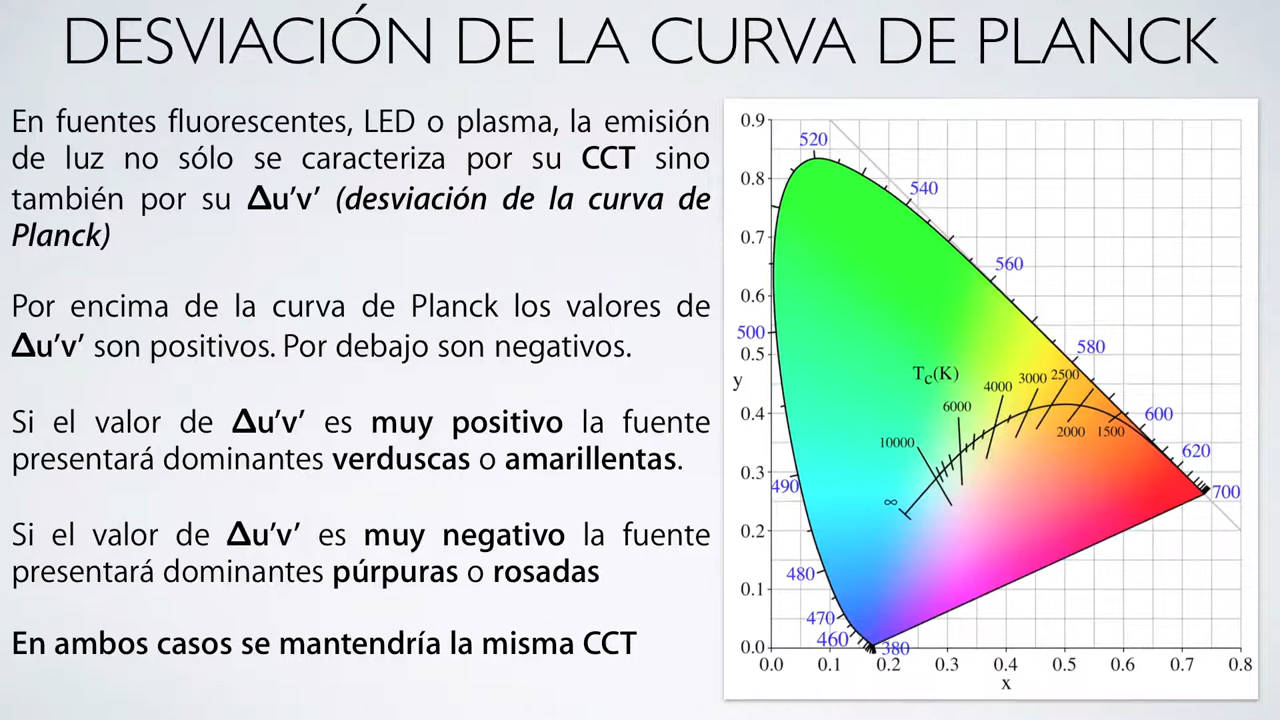 DESVIACIÓN DE LA CURVA DE PLANCK
En fuentes fluorescentes, LED o plasma, la emisión
de luz no sólo se caracteriza por su CCT sino
también por su Δu’v’ (desviación de la curva de
Planck)
Por encima de la curva de Planck los valores de
Δu’v’ son positivos. Por debajo son negativos.
Si el valor de Δu’v’ es muy positivo la fuente
presentará dominantes verduscas o amarillentas.
Si el valor de Δu’v’ es muy negativo la fuente
presentará dominantes púrpuras o rosadas
En ambos casos se mantendría la misma CCT
0.9
0.8
0.7
0.6
0.5
y
0.4
0.3
0.2
0.1
0.0
0.0 0.1 0.2 0.3 0.4 0.5 0.6 0.7 0.8
x
520
540
560
580
600
620
700
500
490
480
470
460
380
Tc(K)
∞
10000
6000
4000
3000
2500
2000
1500